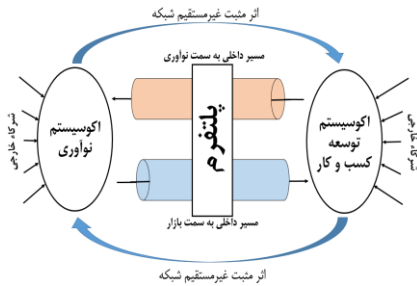 اثر مثبت غیرمستقیم شبکه
مسیر داخلی به سمت نوآوری
شرکاء خارجی
اکوسیستم
توسعه
کسب و کار
پلتفرم
اکوسیستم
نوآوری
شرکاء خارجی
مسیر داخلی به سمت بازار
اثر مثبت غیرمستقیم شبکه